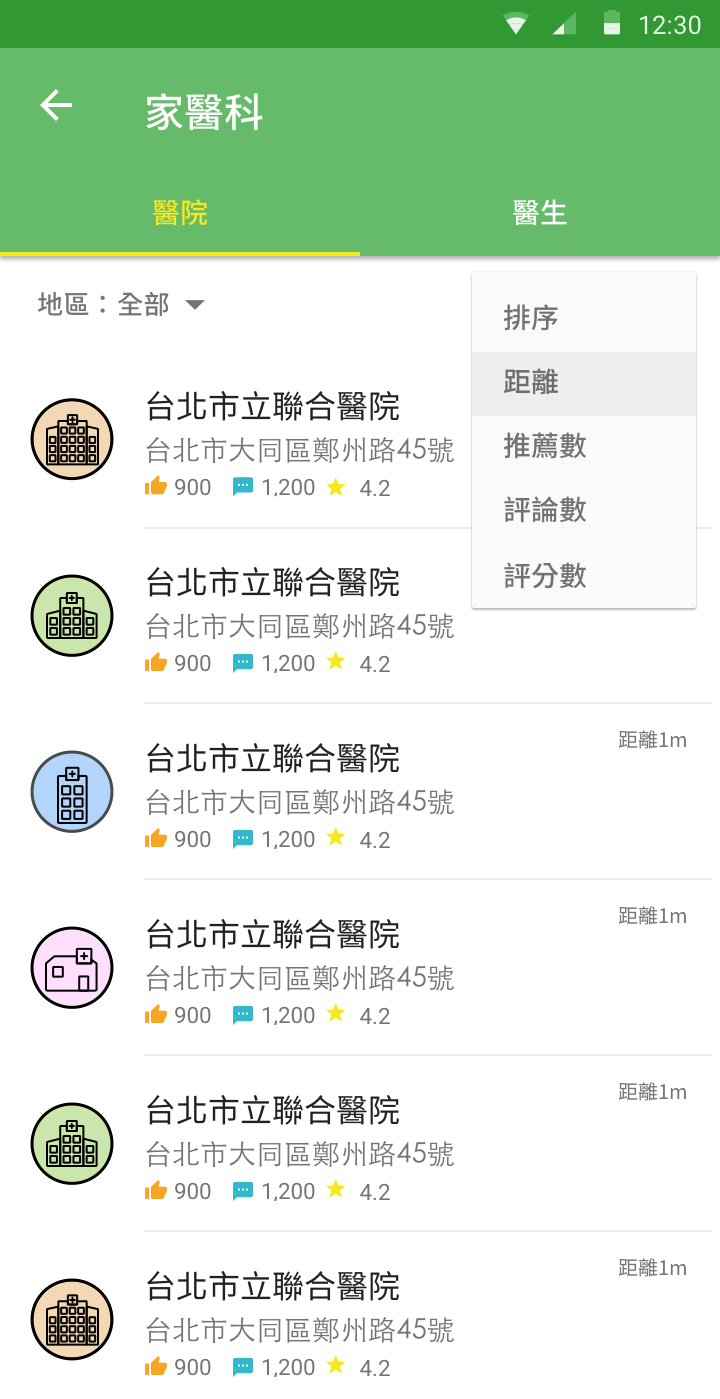 12:30
家醫科
醫院
醫生
地區：全部
排序
距離
推薦數
評論數
評分數
台北市立聯合醫院
台北市大同區鄭州路45號
900 1,200 4.2
台北市立聯合醫院
台北市大同區鄭州路45號
900 1,200 4.2
距離1m
台北市立聯合醫院
台北市大同區鄭州路45號
900 1,200 4.2
距離1m
台北市立聯合醫院
台北市大同區鄭州路45號
900 1,200 4.2
距離1m
台北市立聯合醫院
台北市大同區鄭州路45號
900 1,200 4.2
距離1m
台北市立聯合醫院
台北市大同區鄭州路45號
900 1,200 4.2